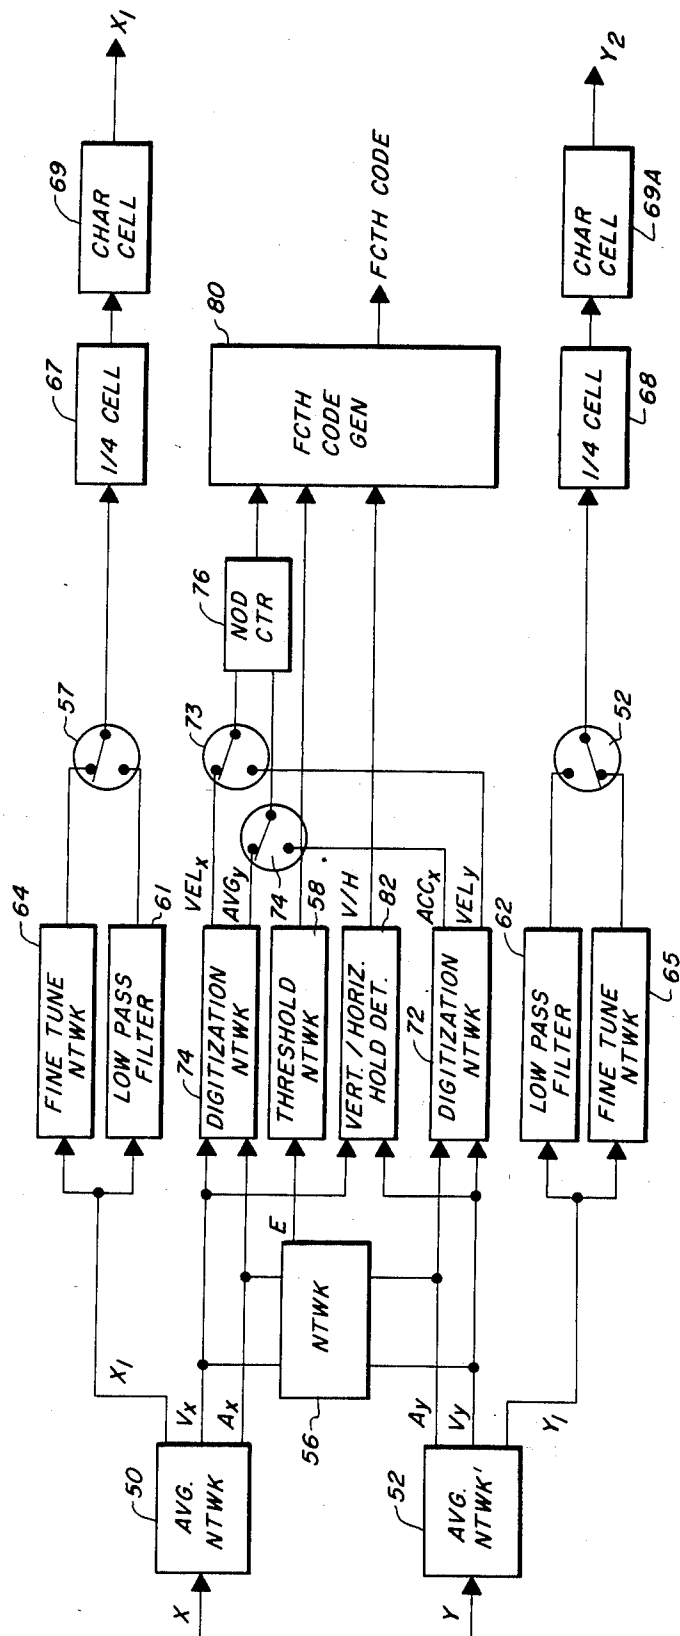 X
50
AVG.
NTWK
X1
Vx
Ax
64
FINE TUNE
NTWK
LOW PASS
FILTER
61
57
67
1/4 CELL
69
CHAR
CELL
X1
74
DIGITIZATION
NTWK
VELx
AVGy
73
74
76
NOD
CTR
80
FCTH
CODE
GEN
FCTH CODE
E
NTWK
56
THRESHOLD
NTWK
58
VERT. / HORIZ.
HOLD DET.
V/H
82
72
DIGITIZATION
NTWK
ACCx
VELy
Y
52
AVG.
NTWK'
Ay
Vy
Y1
62
LOW PASS
FILTER
FINE TUNE
NTWK
65
52
1/4 CELL
68
CHAR
CELL
69A
Y2